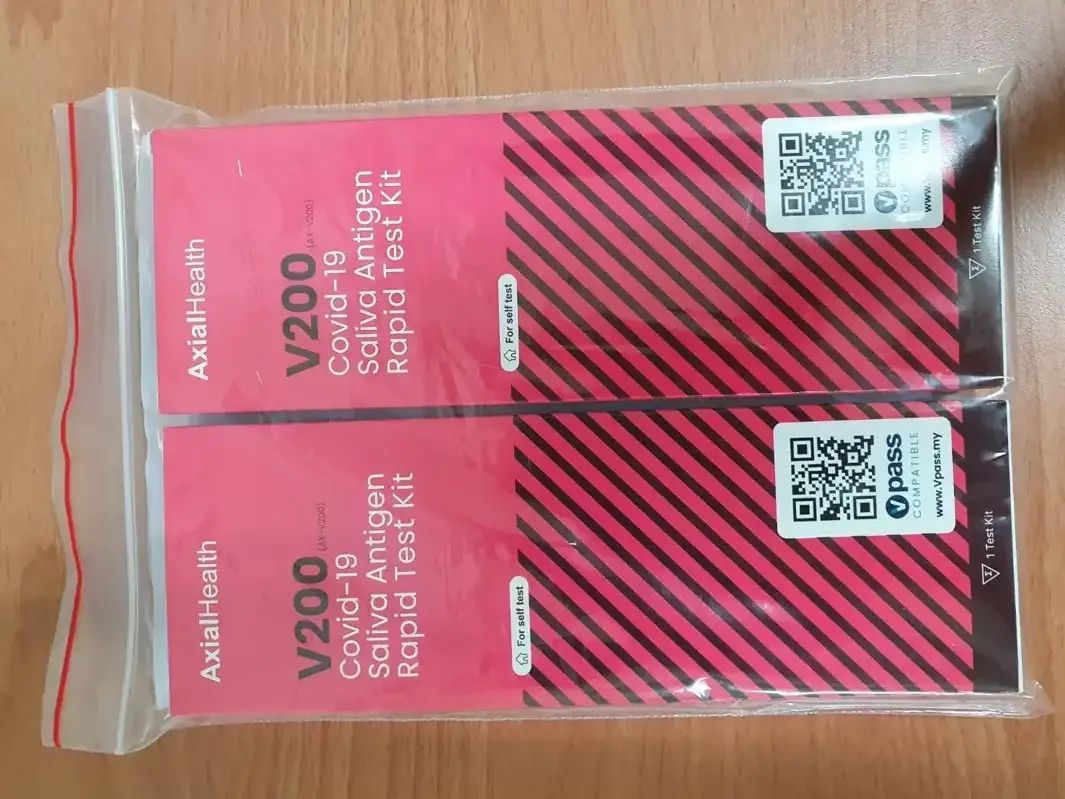 AxialHealth
V200 (AX-V200)
Covid-19
Saliva Antigen
Rapid Test Kit
For self test
Vpass
1 Test Kit
AxialHealth
V200 (AX-V200)
Covid-19
Saliva Antigen
Rapid Test Kit
For self test
Vpass
COMPATIBLE
www.Vpass.my
1 Test Kit